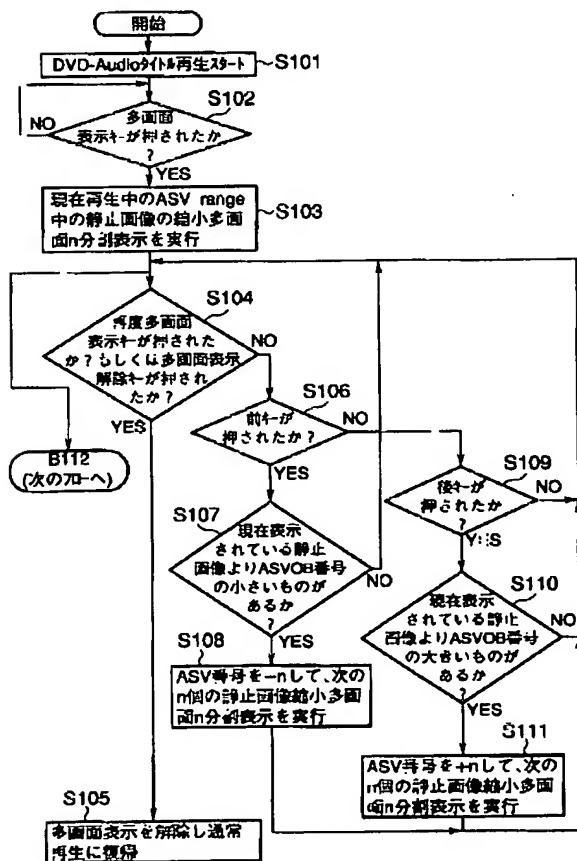 開始
DVD-Audioタイトル再生スタート
S101
S102
多画面
表示キーが押されたか
?
NO
YES
現在再生中のASV range
中の静止画像の縮小多画
面n分割表示を実行
S103
S104
再度多画面
表示キーが押された
か?もしくは多画面表示
解除キーが押され
たか?
NO
YES
B112
(次のフローへ)
S106
前キーが
押されたか?
NO
YES
S109
後キーが
押されたか
?
NO
YES
S107
現在表示
されている静止
画像よりASVOB番号
の小さいものが
あるか
?
NO
YES
S110
現在表示
されている静止
画像よりASVOB番号
の大きいものが
あるか
?
NO
YES
S108
ASV番号を-nして、次の
n個の静止画像縮小多画
面n分割表示を実行
S111
ASV番号を+nして、次の
n個の静止画像縮小多画
面n分割表示を実行
S105
多画面表示を解除し通常
再生に復帰